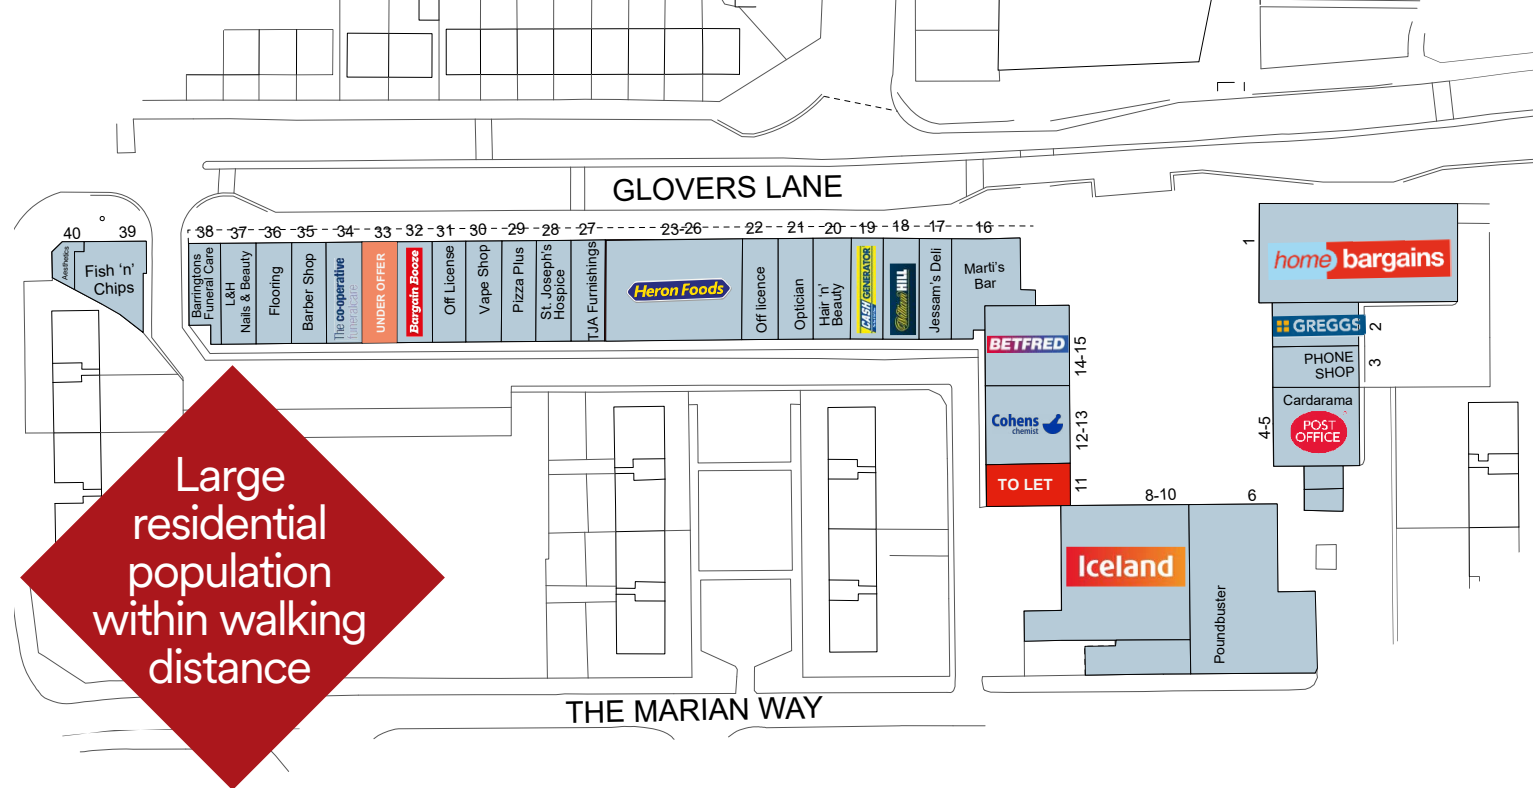 GLOVERS LANE
40
39
38
37
36
35
34
33
32
31
30
29
28
27
23-26
22
21
20
19
18
17
16
Aesthetics
Fish ‘n’
Chips
Barringtons
Funeral Care
L&H
Nails & Beauty
Flooring
Barber Shop
The co-operative
funeralcare
UNDER OFFER
Bargain Booze
Off License
Vape Shop
Pizza Plus
St. Joseph's
Hospice
TJA Furnishings
Heron Foods
Off licence
Optician
Hair 'n'
Beauty
CASH GENERATOR
William HILL
Jessam's Deli
Marti's
Bar
BETFRED
14-15
Cohens
chemist
12-13
TO LET
11
1
home bargains
GREGGS
2
PHONE
SHOP
3
Cardarama
POST
OFFICE
4-5
8-10
6
Iceland
Poundbuster
Large
residential
population
within walking
distance
THE MARIAN WAY